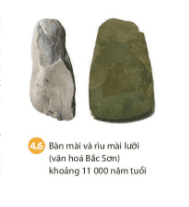 4.6 Bàn mài và rìu mài lưỡi
(văn hoá Bắc Sơn)
khoảng 11 000 năm tuổi